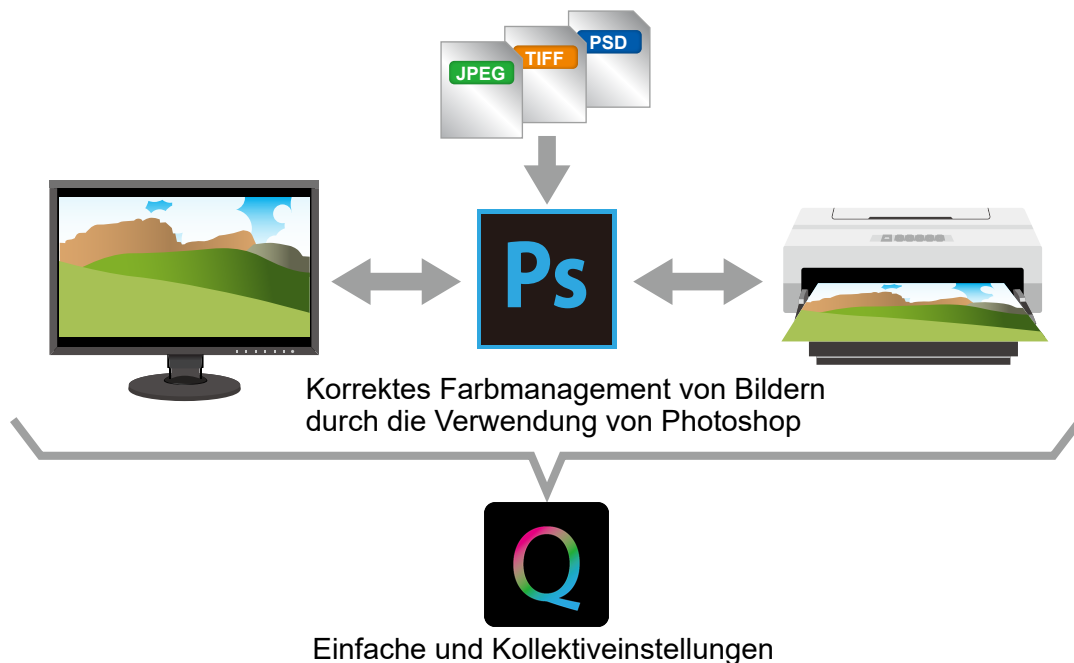 PSD
TIFF
JPEG
Ps
Korrektes Farbmanagement von Bildern
durch die Verwendung von Photoshop
Q
Einfache und Kollektiveinstellungen